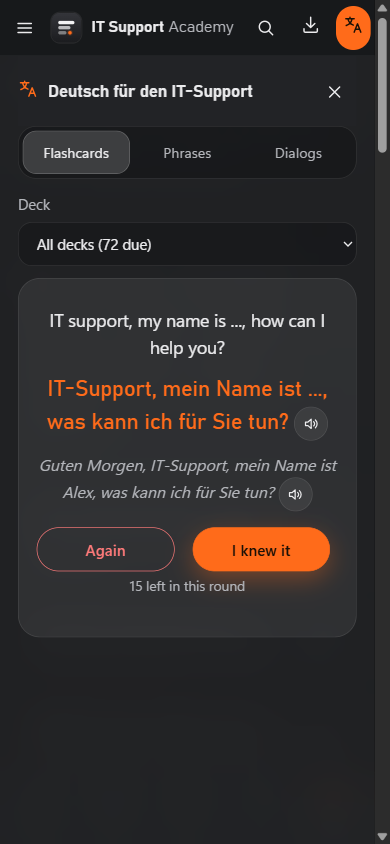 IT Support Academy
Deutsch für den IT-Support
Flashcards Phrases Dialogs
Deck
All decks (72 due)
IT support, my name is ..., how can I
help you?
IT-Support, mein Name ist ...,
was kann ich für Sie tun?
Guten Morgen, IT-Support, mein Name ist
Alex, was kann ich für Sie tun?
Again I knew it
15 left in this round